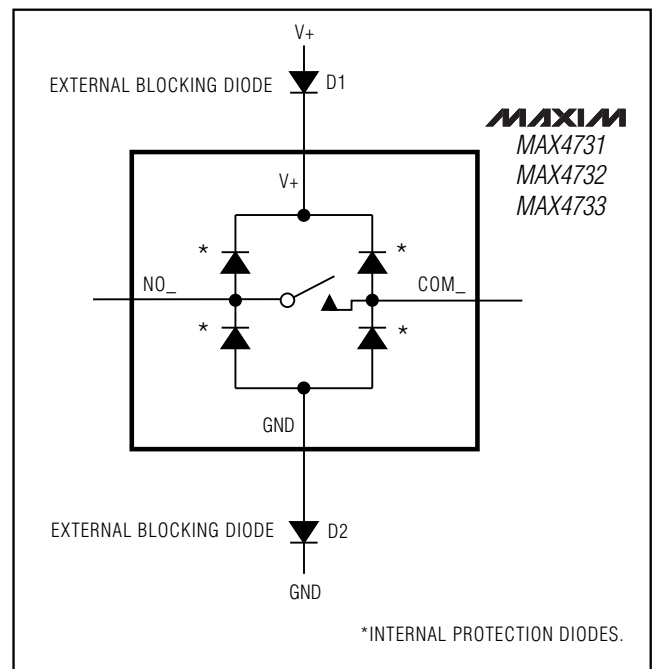 V+
EXTERNAL BLOCKING DIODE
D1
MAXIM
MAX4731
MAX4732
MAX4733
V+
*
*
NO_
COM_
*
*
GND
EXTERNAL BLOCKING DIODE
D2
GND
*INTERNAL PROTECTION DIODES.